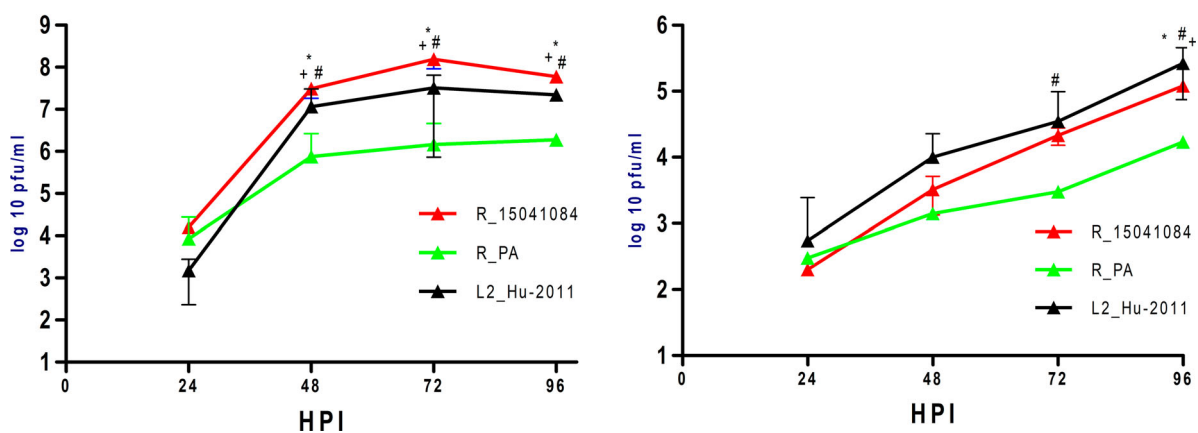 9
8
7
6
5
4
3
2
1
log 10 pfu/ml
* + #
* + #
* + #
R_15041084
R_PA
L2_Hu-2011
0 24 48 72 96
HPI
6
5
4
3
2
1
log 10 pfu/ml
#
* # +
R_15041084
R_PA
L2_Hu-2011
0 24 48 72 96
HPI